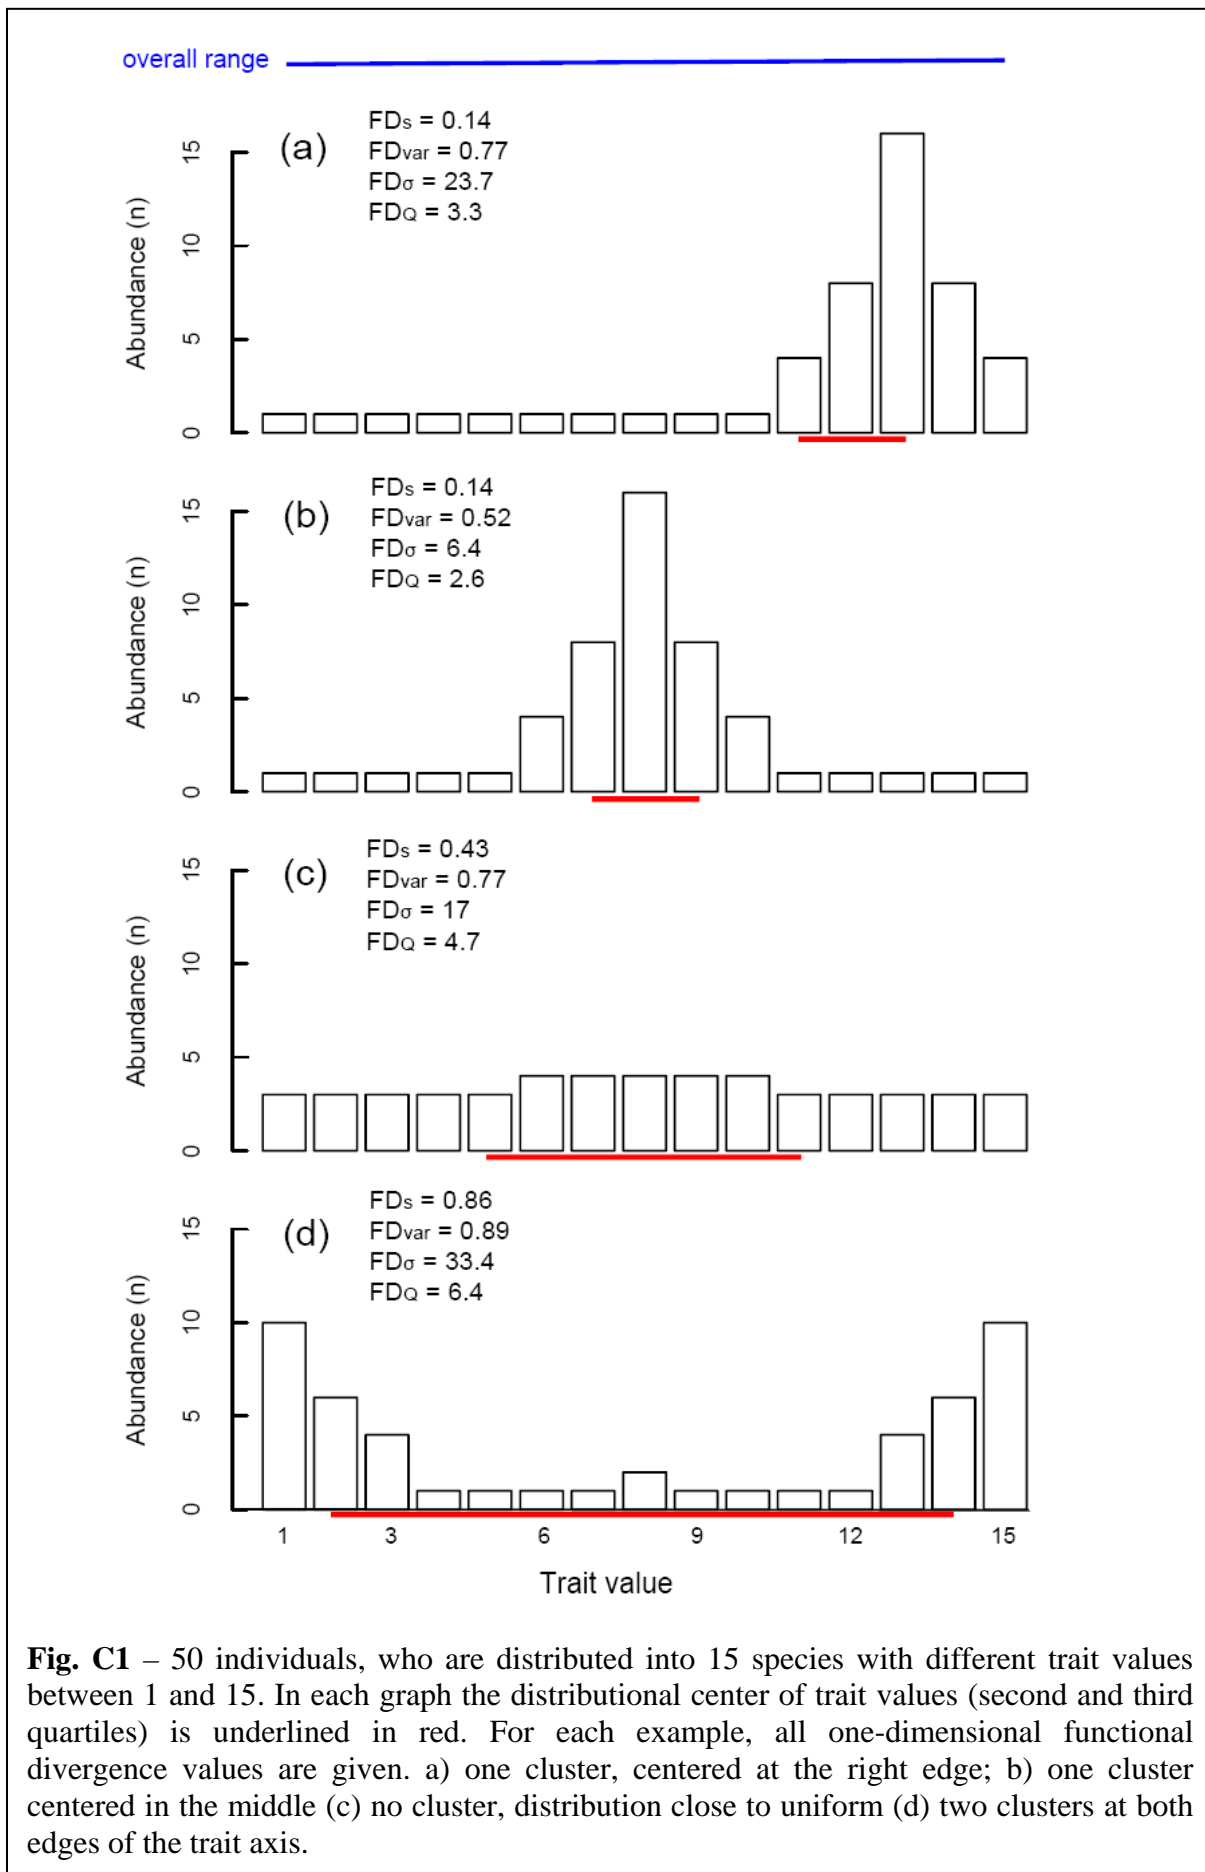 overall range
(a)
FDs = 0.14
FDvar = 0.77
FDσ = 23.7
FDQ = 3.3
Abundance (n)
15
10
5
0
(b)
FDs = 0.14
FDvar = 0.52
FDσ = 6.4
FDQ = 2.6
Abundance (n)
15
10
5
0
(c)
FDs = 0.43
FDvar = 0.77
FDσ = 17
FDQ = 4.7
Abundance (n)
15
10
5
0
(d)
FDs = 0.86
FDvar = 0.89
FDσ = 33.4
FDQ = 6.4
Abundance (n)
15
10
5
0
1 3 6 9 12 15
Trait value
Fig. C1 – 50 individuals, who are distributed into 15 species with different trait values
between 1 and 15. In each graph the distributional center of trait values (second and third
quartiles) is underlined in red. For each example, all one-dimensional functional
divergence values are given. a) one cluster, centered at the right edge; b) one cluster
centered in the middle (c) no cluster, distribution close to uniform (d) two clusters at both
edges of the trait axis.